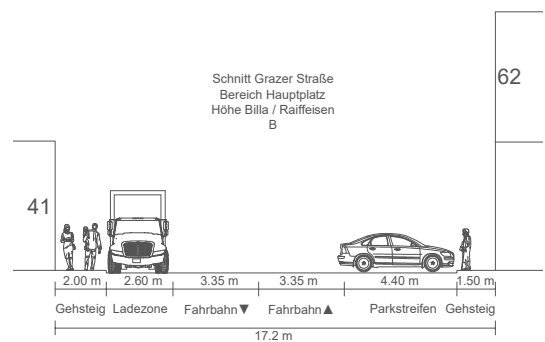 Schnitt Grazer Straße
Bereich Hauptplatz
Höhe Billa / Raiffeisen
B
62
41
2.00 m 2.60 m 3.35 m 3.35 m 4.40 m 1.50 m
Gehsteig Ladezone Fahrbahn▼ Fahrbahn▲ Parkstreifen Gehsteig
17.2 m